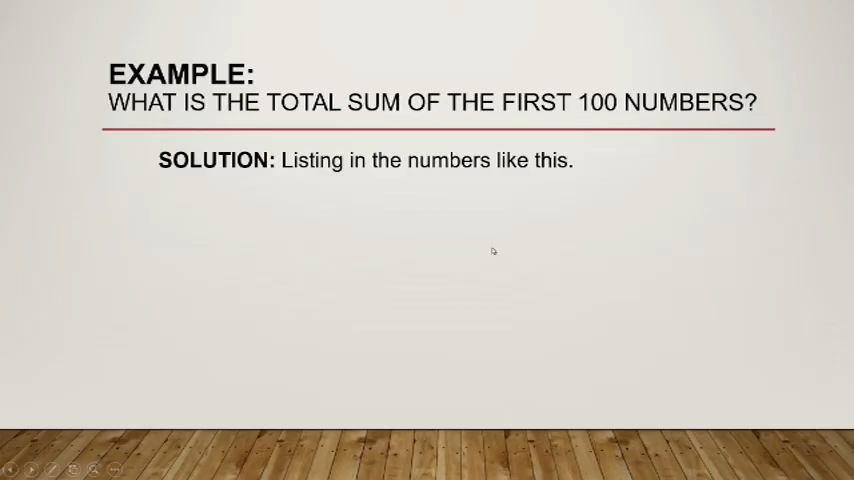 EXAMPLE:
WHAT IS THE TOTAL SUM OF THE FIRST 100 NUMBERS?
SOLUTION: Listing in the numbers like this.